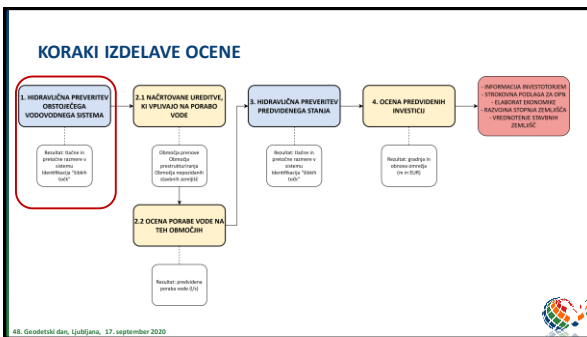 KORAKI IZDELAVE OCENE
1. HIDRAVLIČNA PREVERITEV
OBSTOJEČEGA
VODOVODNEGA SISTEMA
Rezultat: tlačne in
pretočne razmere v
sistemu
Identifikacija "šibkih
točk"
2.1 NAČRTOVANE UREDITVE,
KI VPLIVAJO NA PORABO
VODE
Območja prenove
Območja
prestrukturiranja
Območja nepozidanih
stavbnih zemljišč
2.2 OCENA PORABE VODE NA
TEH OBMOČJIH
Rezultat: predvidena
poraba vode (l/s)
3. HIDRAVLIČNA PREVERITEV
PREDVIDENEGA STANJA
Rezultat: tlačne in
pretočne razmere v
sistemu
Identifikacija "šibkih
točk"
4. OCENA PREDVIDENIH
INVESTICIJ
Rezultat: gradnja in
obnova omrežja
(m in EUR)
- INFORMACIJA INVESTITORJEM
- STROKOVNA PODLAGA ZA OPN
- ELABORAT EKONOMIKE
- RAZVOJNA STOPNJA ZEMLJIŠČA
- VREDNOTENJE STAVBNIH
ZEMLJIŠČ
48. Geodetski dan, Ljubljana, 17. september 2020